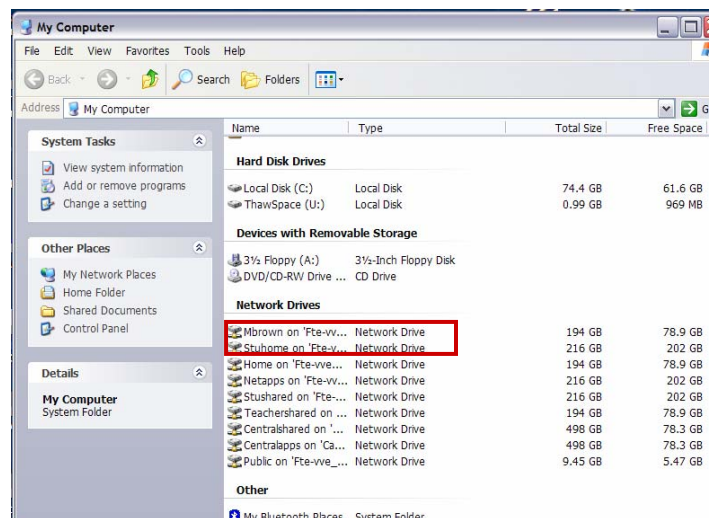 My Computer
File Edit View Favorites Tools Help
Back Search Folders
Address My Computer
Name Type Total Size Free Space
System Tasks
View system information
Add or remove programs
Change a setting
Other Places
My Network Places
Home Folder
Shared Documents
Control Panel
Details
My Computer
System Folder
Hard Disk Drives
Local Disk (C:) Local Disk 74.4 GB 61.6 GB
ThawSpace (U:) Local Disk 0.99 GB 969 MB
Devices with Removable Storage
3½ Floppy (A:) 3½-Inch Floppy Disk
DVD/CD-RW Drive ... CD Drive
Network Drives
Mbrown on 'Fte-vv... Network Drive 194 GB 78.9 GB
Stuhome on 'Fte-v... Network Drive 216 GB 202 GB
Home on 'Fte-vve... Network Drive 194 GB 78.9 GB
Netapps on 'Fte-vv... Network Drive 216 GB 202 GB
Stushared on 'Fte-... Network Drive 216 GB 202 GB
Teachershared on ... Network Drive 194 GB 78.9 GB
Centralshared on '... Network Drive 498 GB 78.3 GB
Centralapps on 'Ca... Network Drive 498 GB 78.3 GB
Public on 'Fte-vve_... Network Drive 9.45 GB 5.47 GB
Other
My Bluetooth Places System Folder